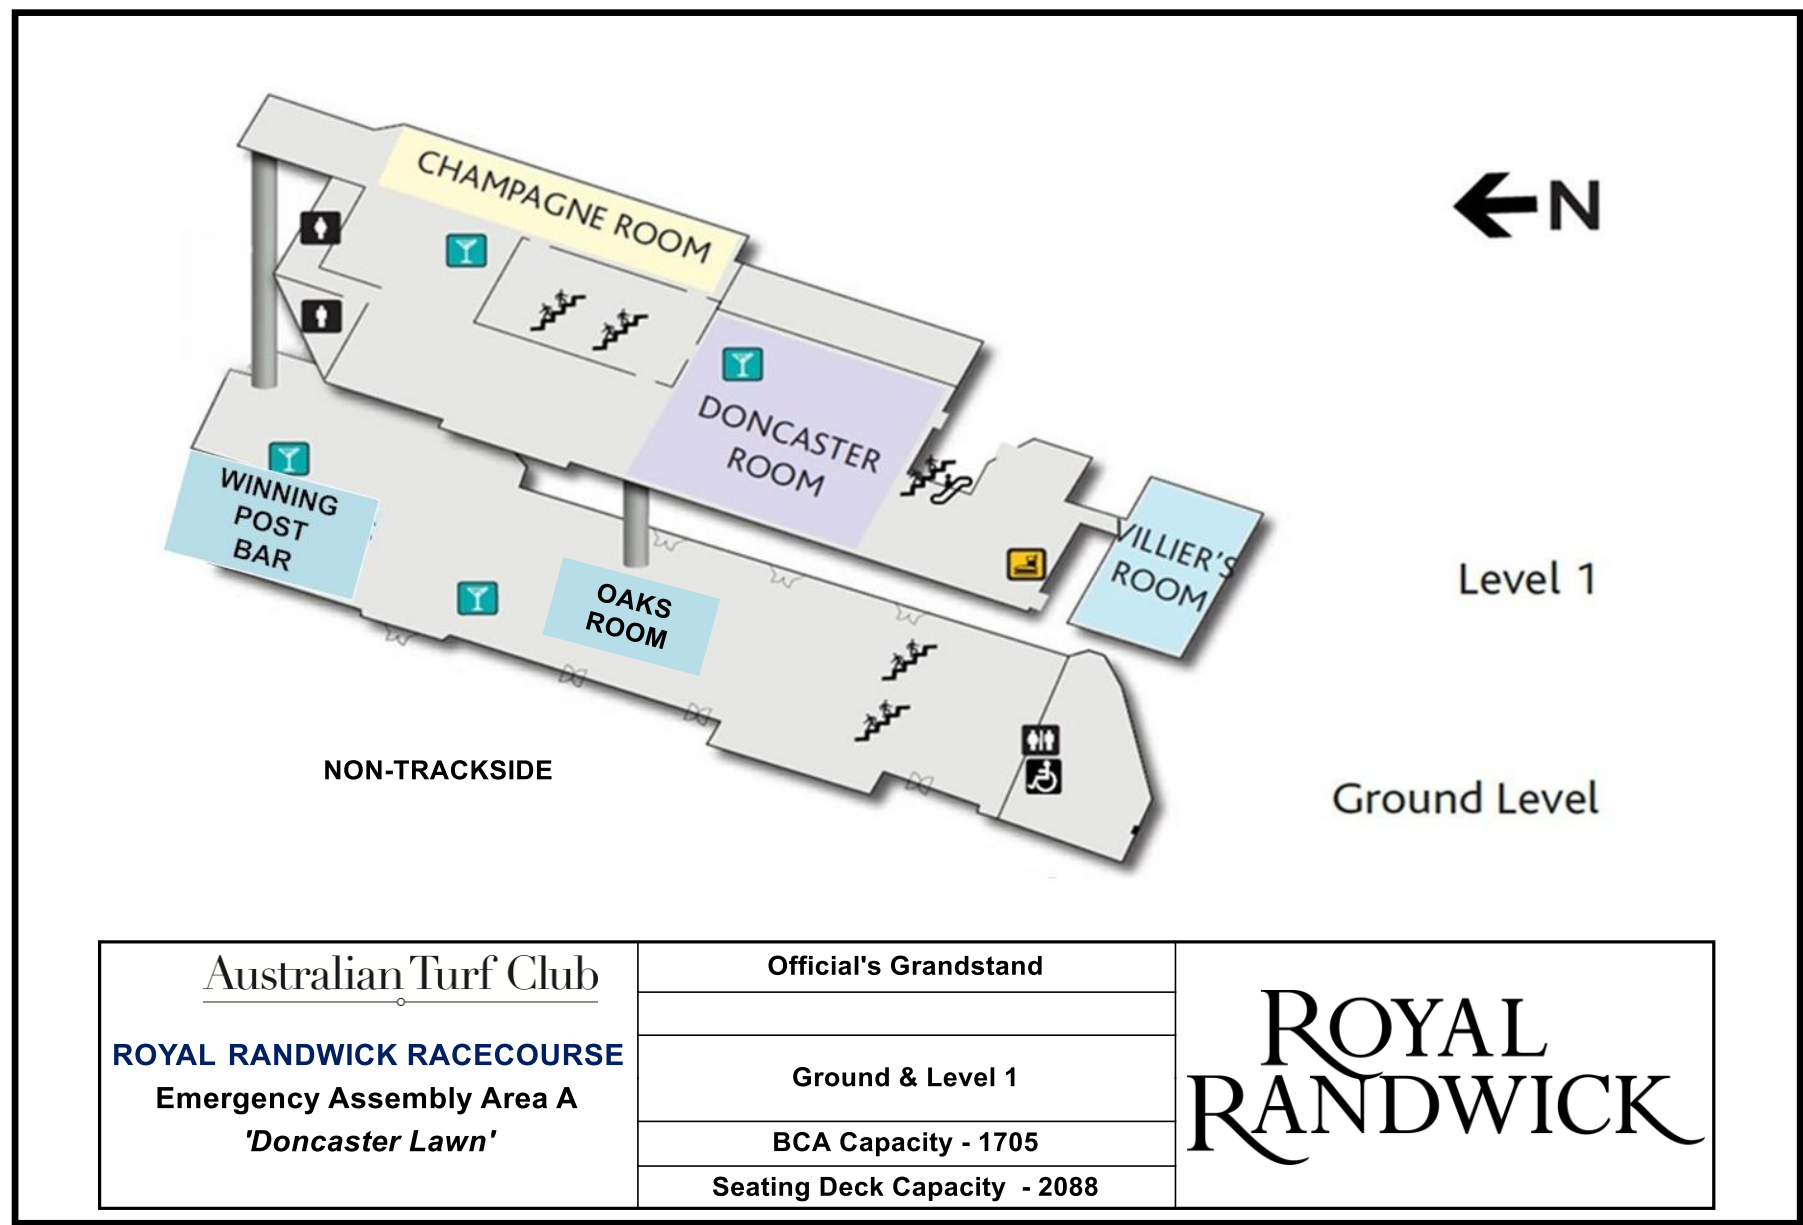 CHAMPAGNE ROOM
N
DONCASTER
ROOM
WINNING
POST
BAR
VILLIER'S
ROOM
Level 1
OAKS
ROOM
NON-TRACKSIDE
Ground Level
Australian Turf Club
ROYAL RANDWICK RACECOURSE
Emergency Assembly Area A
'Doncaster Lawn'
Official's Grandstand
Ground & Level 1
BCA Capacity - 1705
Seating Deck Capacity - 2088
ROYAL
RANDWICK